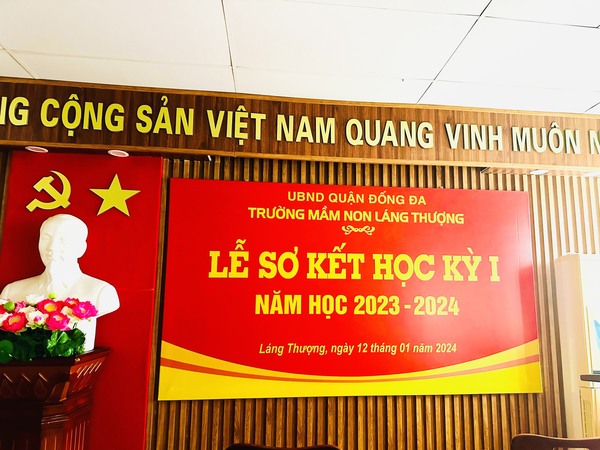 NG CỘNG SẢN VIỆT NAM QUANG VINH MUÔN N
UBND QUẬN ĐỐNG ĐA
TRƯỜNG MẦM NON LÁNG THƯỢNG
LỄ SƠ KẾT HỌC KỲ I
NĂM HỌC 2023 - 2024
Láng Thượng, ngày 12 tháng 01 năm 2024